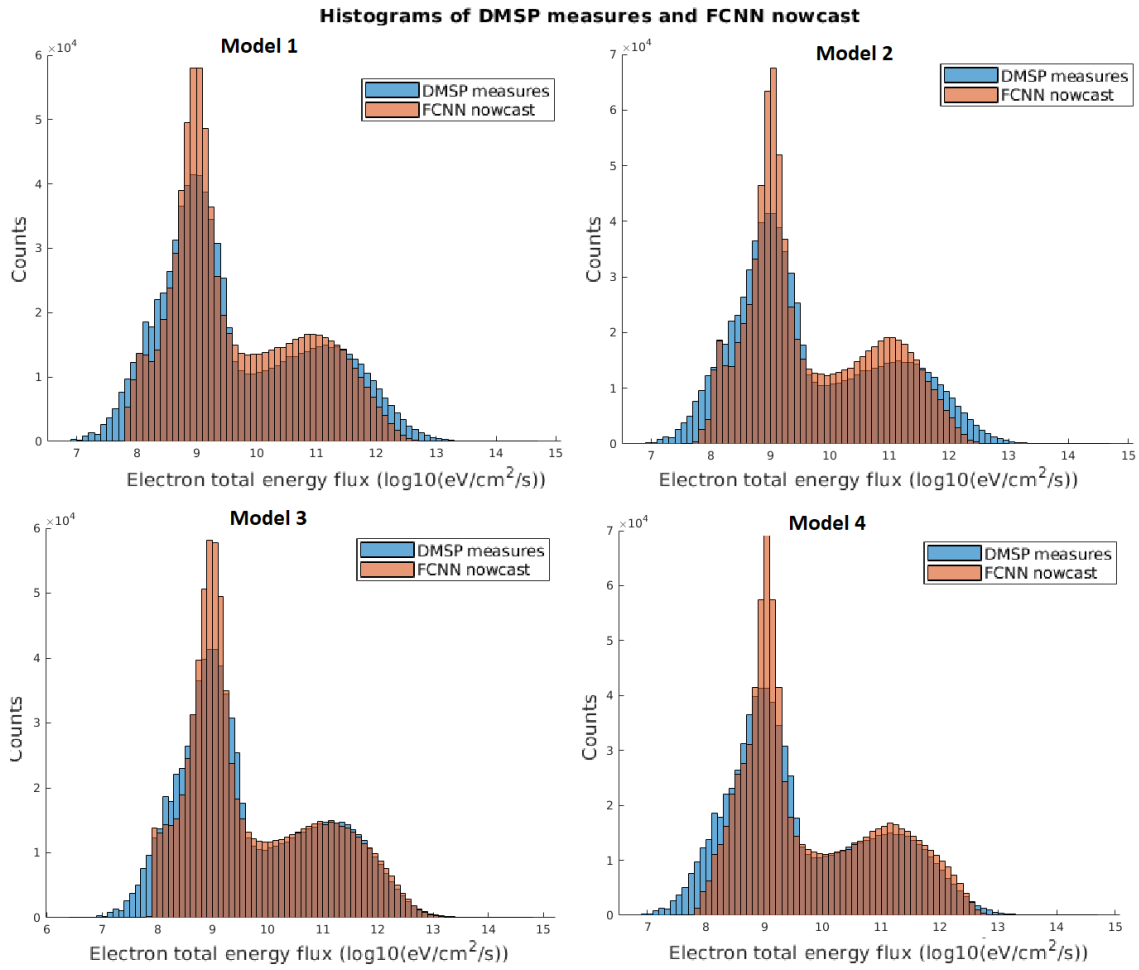 Histograms of DMSP measures and FCNN nowcast
Model 1
×10⁴
6
5
4
3
2
1
0
Counts
DMSP measures
FCNN nowcast
7 8 9 10 11 12 13 14 15
Electron total energy flux (log10(eV/cm²/s))
Model 2
×10⁴
7
6
5
4
3
2
1
0
Counts
DMSP measures
FCNN nowcast
7 8 9 10 11 12 13 14 15
Electron total energy flux (log10(eV/cm²/s))
Model 3
×10⁴
6
5
4
3
2
1
0
Counts
DMSP measures
FCNN nowcast
6 7 8 9 10 11 12 13 14 15
Electron total energy flux (log10(eV/cm²/s))
Model 4
×10⁴
7
6
5
4
3
2
1
0
Counts
DMSP measures
FCNN nowcast
7 8 9 10 11 12 13 14 15
Electron total energy flux (log10(eV/cm²/s))